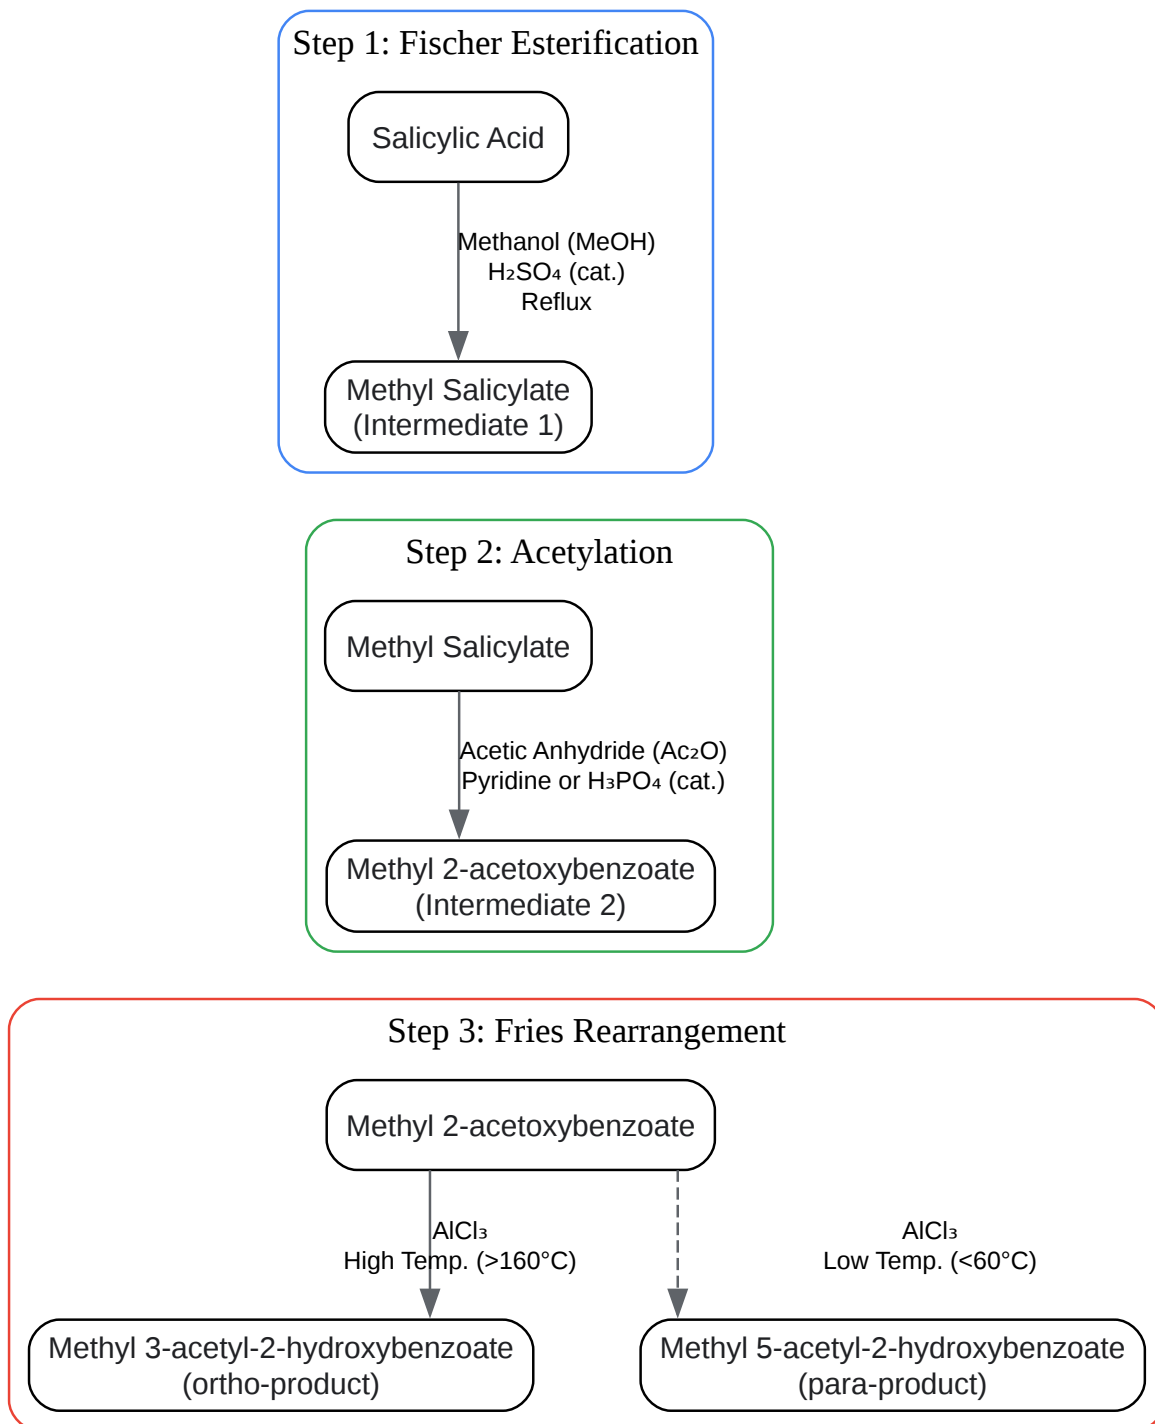 Step 1: Fischer Esterification
Salicylic Acid
Methanol (MeOH)
H₂SO₄ (cat.)
Reflux
Methyl Salicylate
(Intermediate 1)
Step 2: Acetylation
Methyl Salicylate
Acetic Anhydride (Ac₂O)
Pyridine or H₃PO₄ (cat.)
Methyl 2-acetoxybenzoate
(Intermediate 2)
Step 3: Fries Rearrangement
Methyl 2-acetoxybenzoate
AlCl₃
High Temp. (>160°C)
AlCl₃
Low Temp. (<60°C)
Methyl 3-acetyl-2-hydroxybenzoate
(ortho-product)
Methyl 5-acetyl-2-hydroxybenzoate
(para-product)